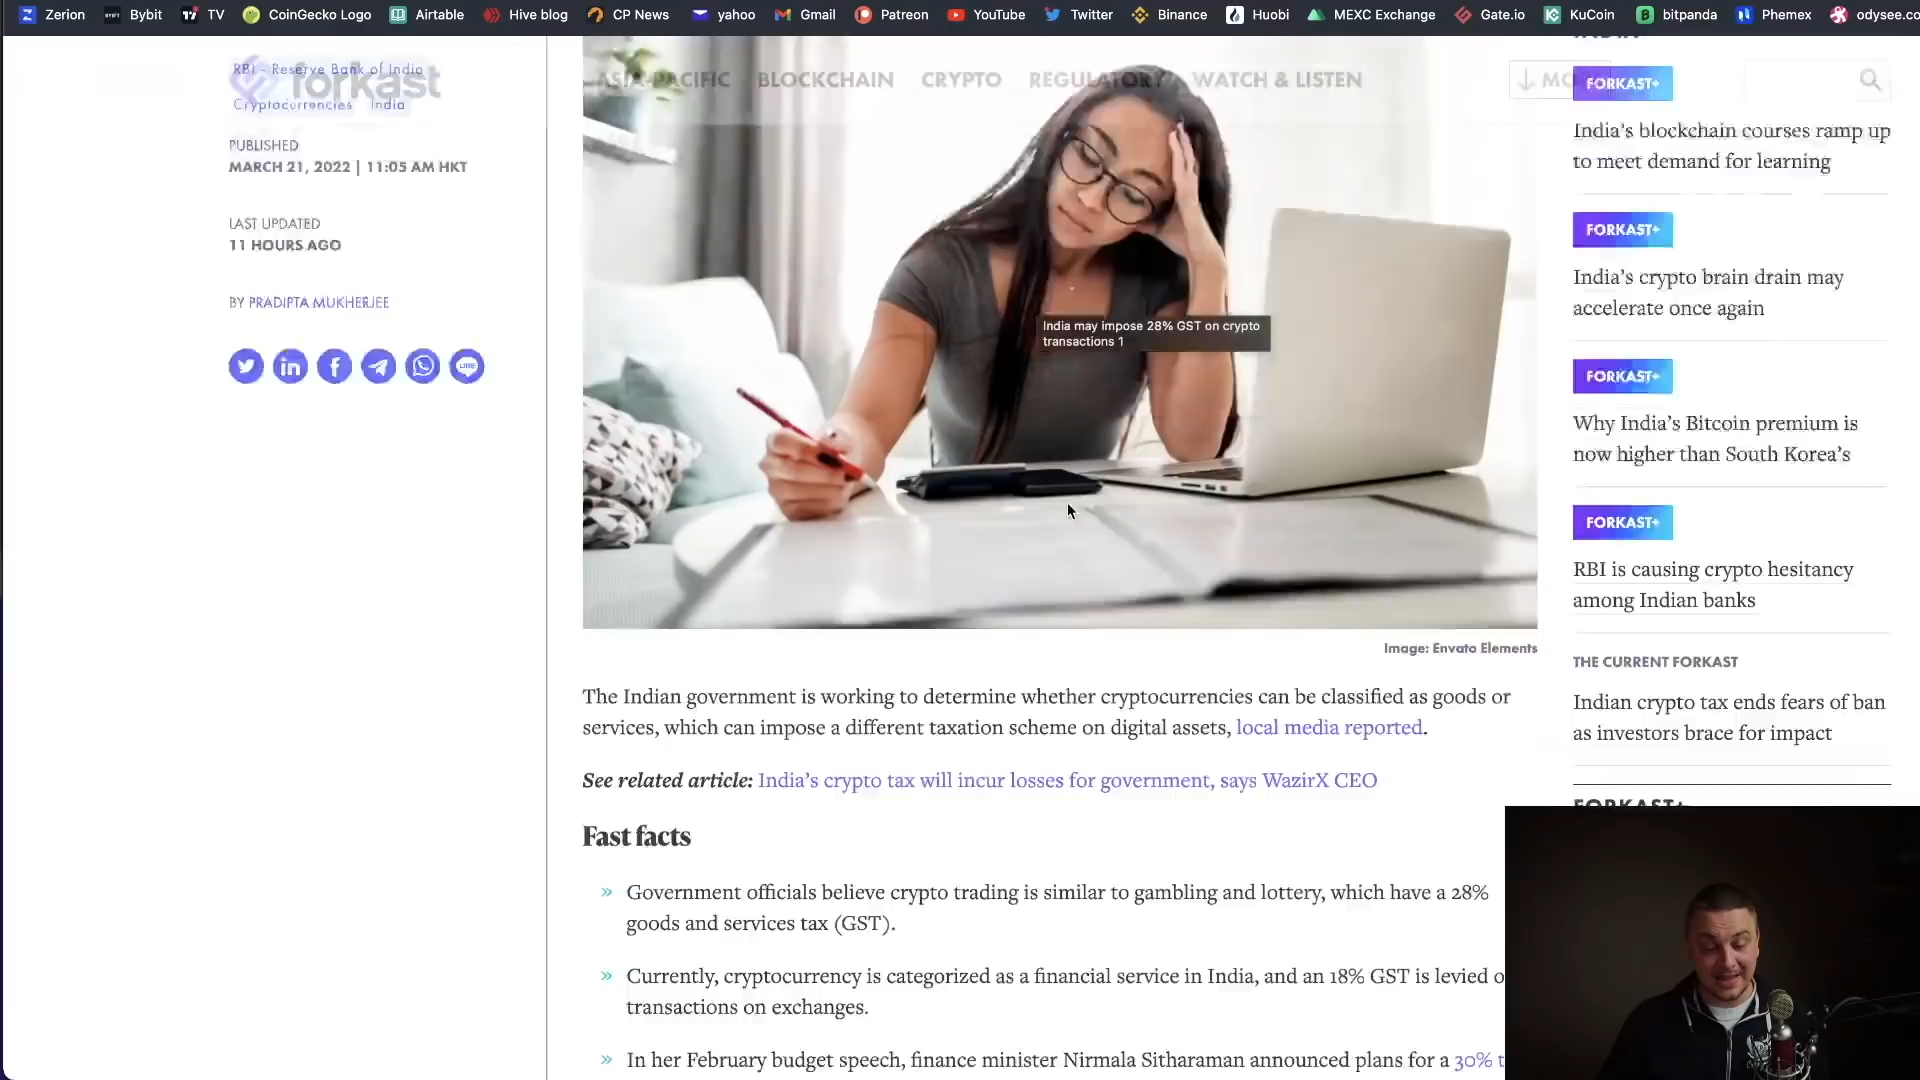 Zerion Bybit TV CoinGecko Logo Airtable Hive blog CP News yahoo Gmail Patreon YouTube Twitter Binance Huobi MEXC Exchange Gate.io KuCoin bitpanda Phemex odysee.co
RBI - Reserve Bank of India
forkast
Cryptocurrencies India
ASIA-PACIFIC BLOCKCHAIN CRYPTO REGULATORY WATCH & LISTEN
PUBLISHED
MARCH 21, 2022 | 11:05 AM HKT
LAST UPDATED
11 HOURS AGO
BY PRADIPTA MUKHERJEE
LINE
India may impose 28% GST on crypto
transactions 1
Image: Envato Elements
The Indian government is working to determine whether cryptocurrencies can be classified as goods or
services, which can impose a different taxation scheme on digital assets, local media reported.
See related article: India's crypto tax will incur losses for government, says WazirX CEO
Fast facts
» Government officials believe crypto trading is similar to gambling and lottery, which have a 28%
goods and services tax (GST).
» Currently, cryptocurrency is categorized as a financial service in India, and an 18% GST is levied o
transactions on exchanges.
» In her February budget speech, finance minister Nirmala Sitharaman announced plans for a 30% t
INDIA
FORKAST+
India's blockchain courses ramp up
to meet demand for learning
FORKAST+
India's crypto brain drain may
accelerate once again
FORKAST+
Why India's Bitcoin premium is
now higher than South Korea's
FORKAST+
RBI is causing crypto hesitancy
among Indian banks
THE CURRENT FORKAST
Indian crypto tax ends fears of ban
as investors brace for impact
FORKAST+